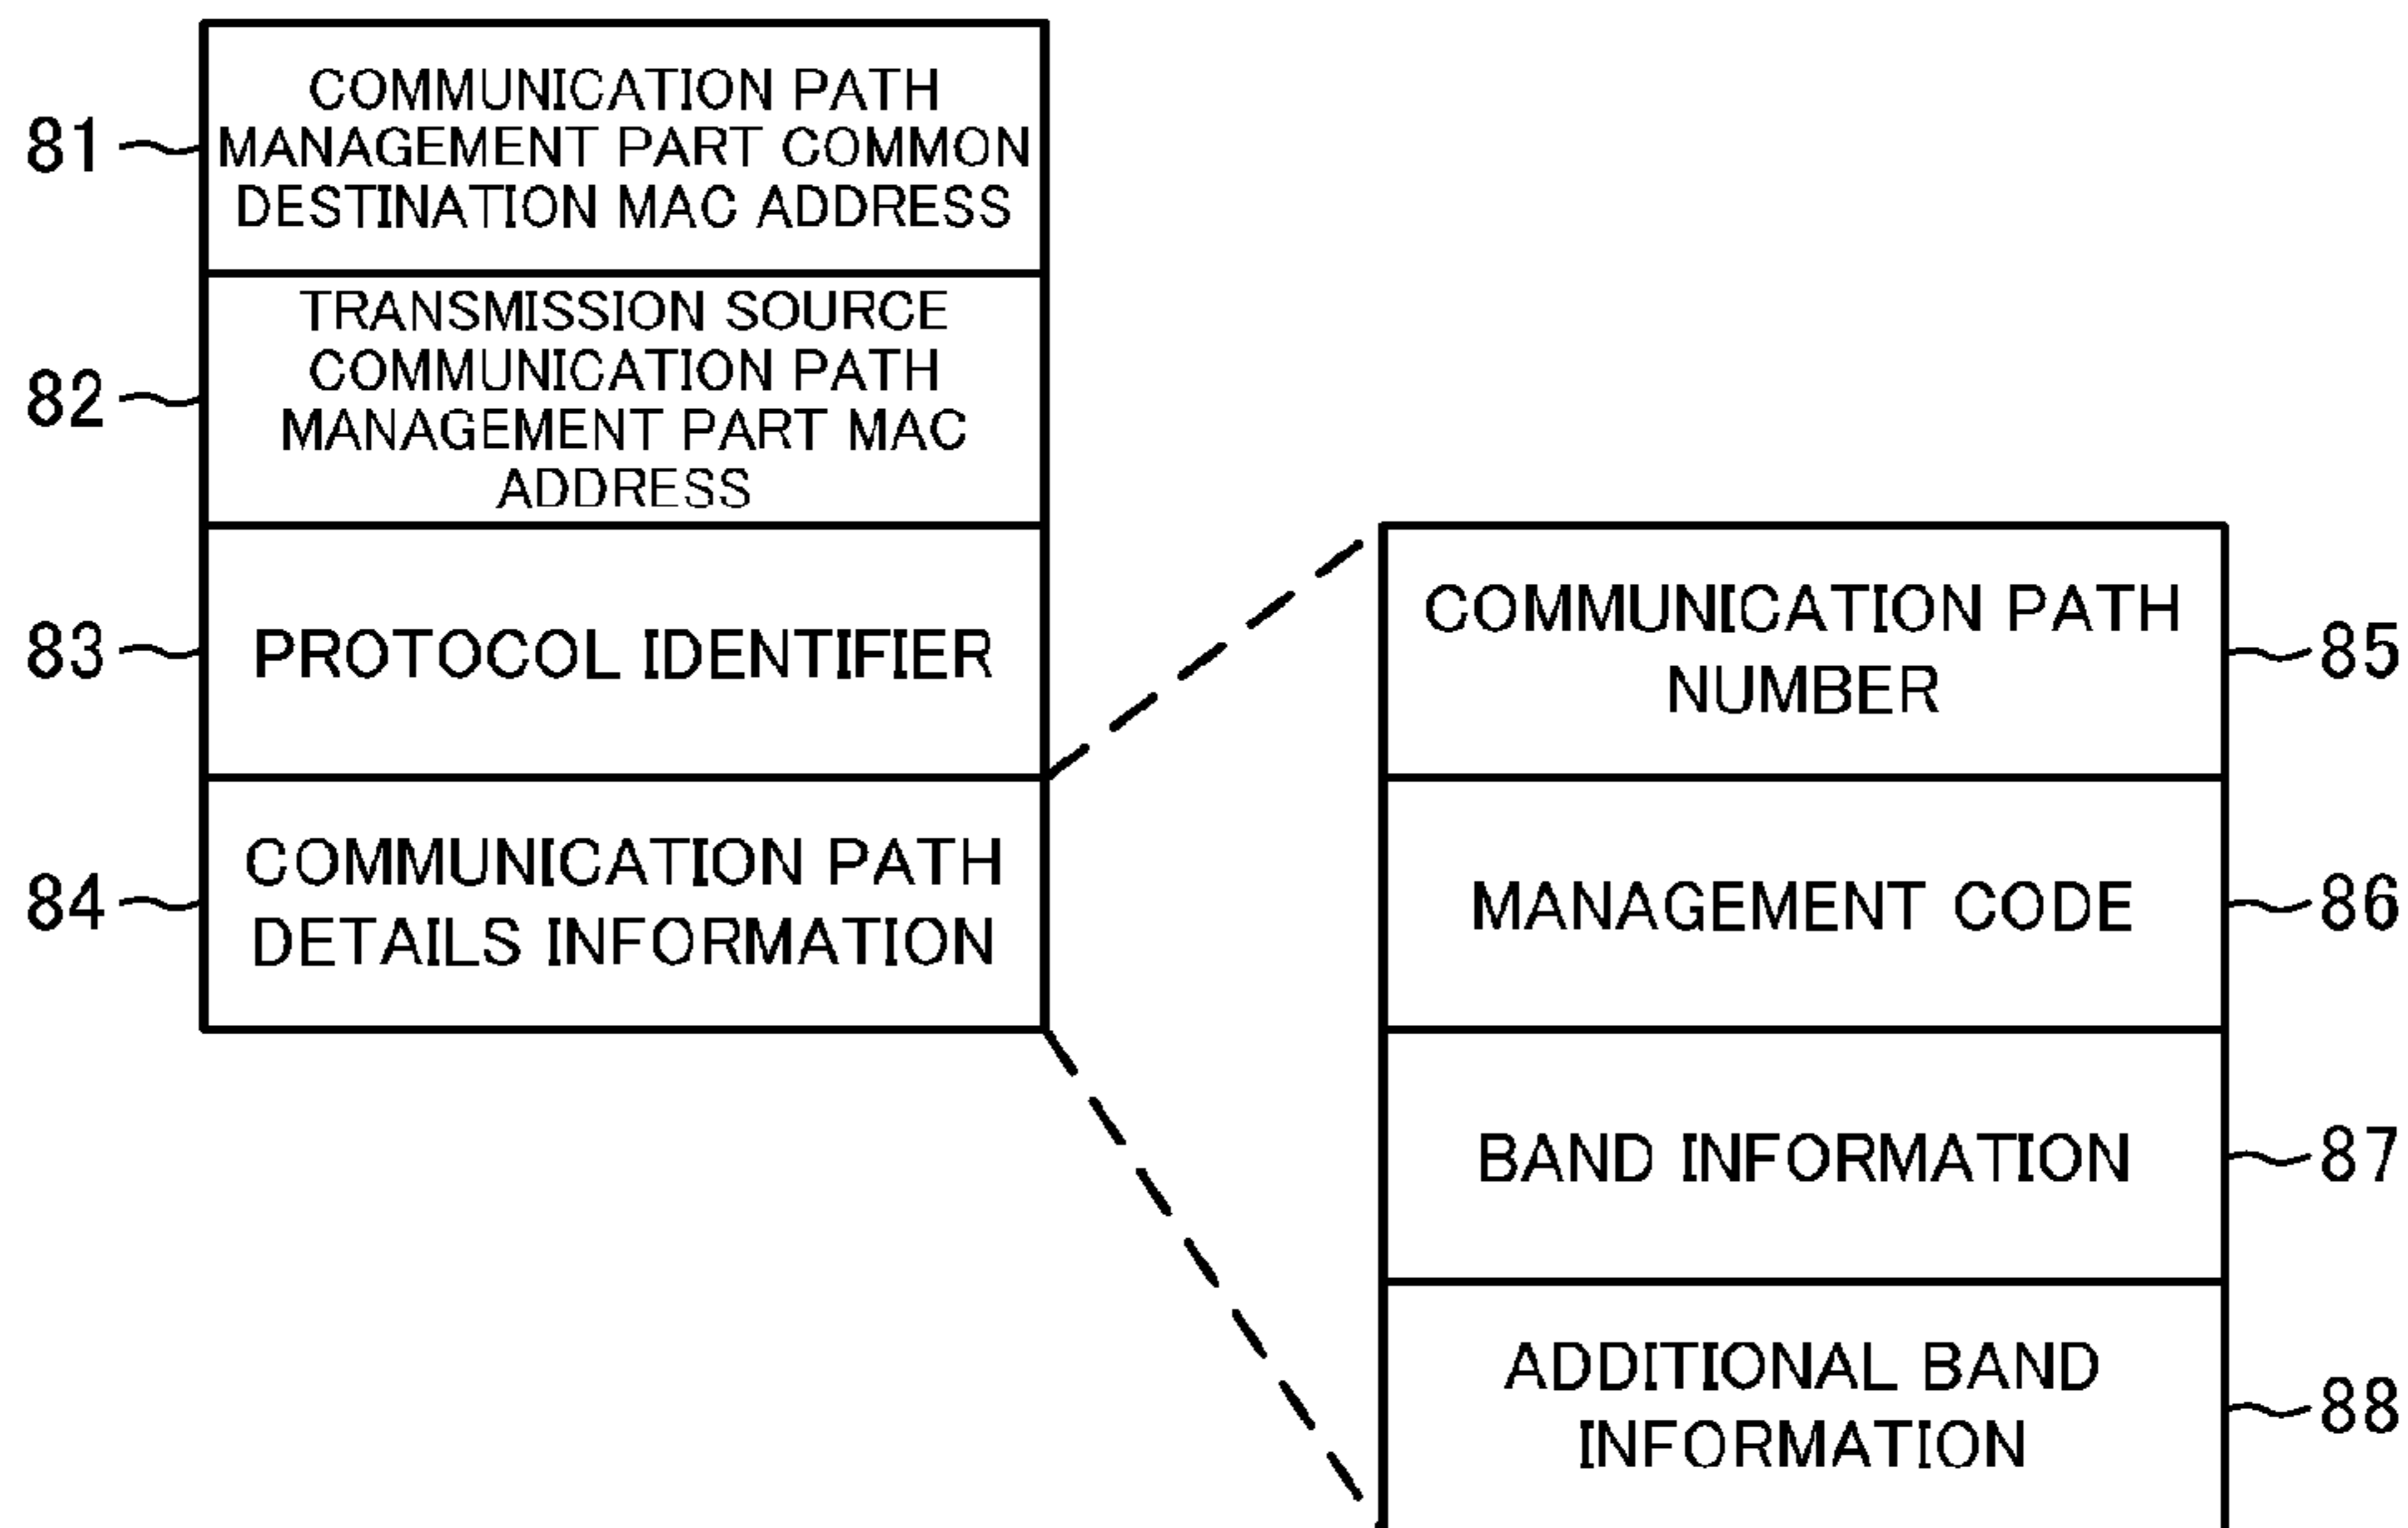 81
COMMUNICATION PATH
MANAGEMENT PART COMMON
DESTINATION MAC ADDRESS
82
TRANSMISSION SOURCE
COMMUNICATION PATH
MANAGEMENT PART MAC
ADDRESS
83
PROTOCOL IDENTIFIER
84
COMMUNICATION PATH
DETAILS INFORMATION
COMMUNICATION PATH
NUMBER
85
MANAGEMENT CODE
86
BAND INFORMATION
87
ADDITIONAL BAND
INFORMATION
88